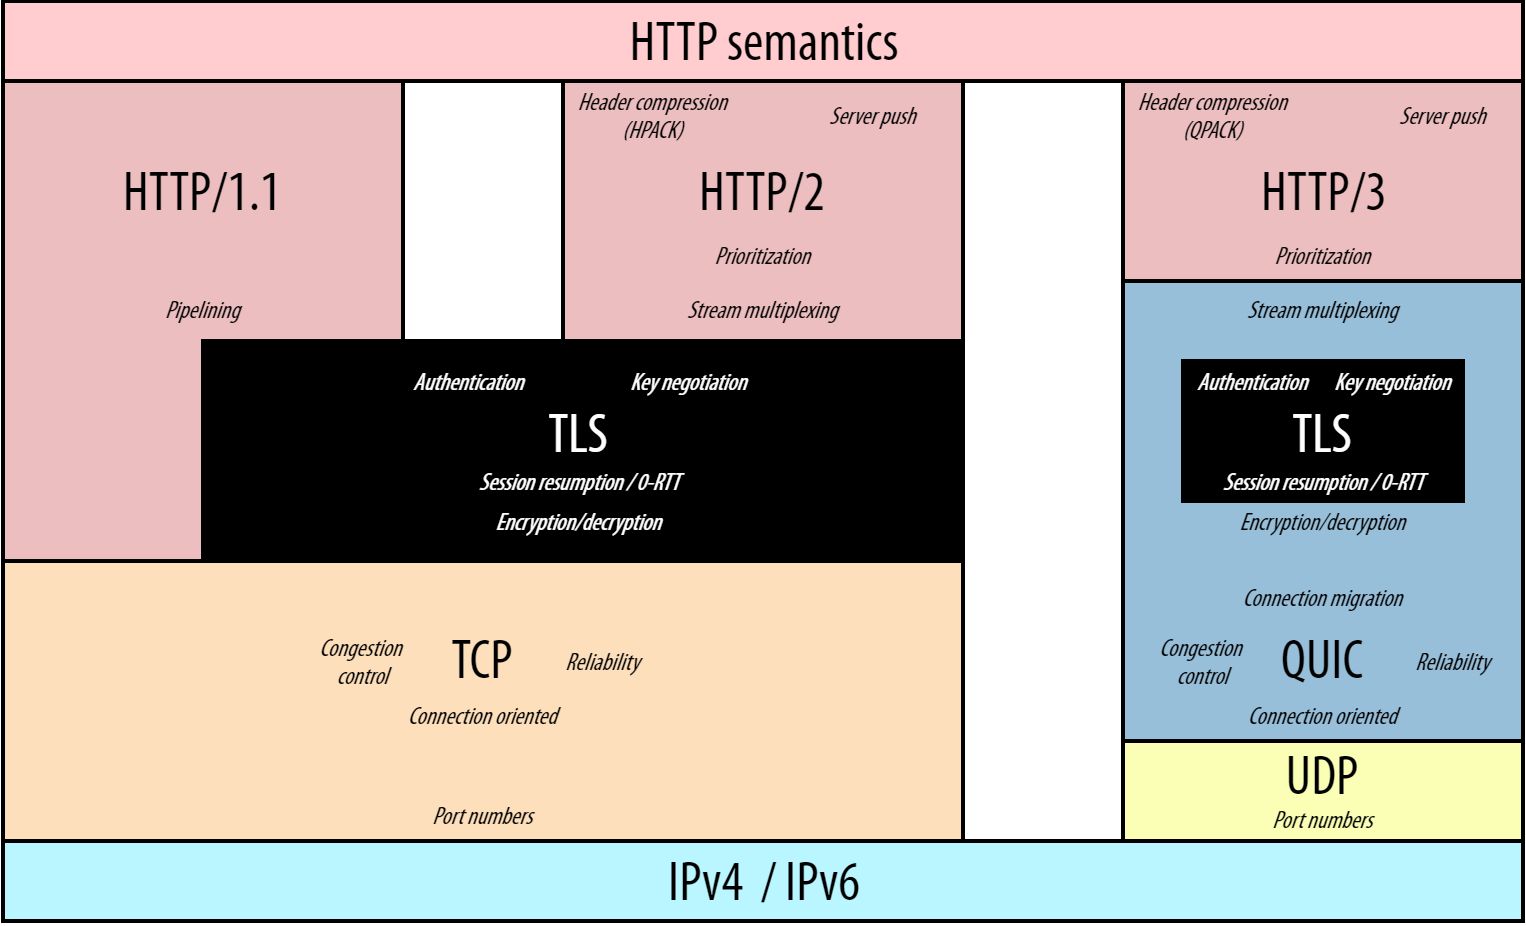 HTTP semantics
HTTP/1.1
Pipelining
Header compression
(HPACK)
Server push
HTTP/2
Prioritization
Stream multiplexing
Authentication
Key negotiation
TLS
Session resumption / 0-RTT
Encryption/decryption
Congestion
control
TCP
Reliability
Connection oriented
Port numbers
Header compression
(QPACK)
Server push
HTTP/3
Prioritization
Stream multiplexing
Authentication
Key negotiation
TLS
Session resumption / 0-RTT
Encryption/decryption
Connection migration
Congestion
control
QUIC
Reliability
Connection oriented
UDP
Port numbers
IPv4 / IPv6